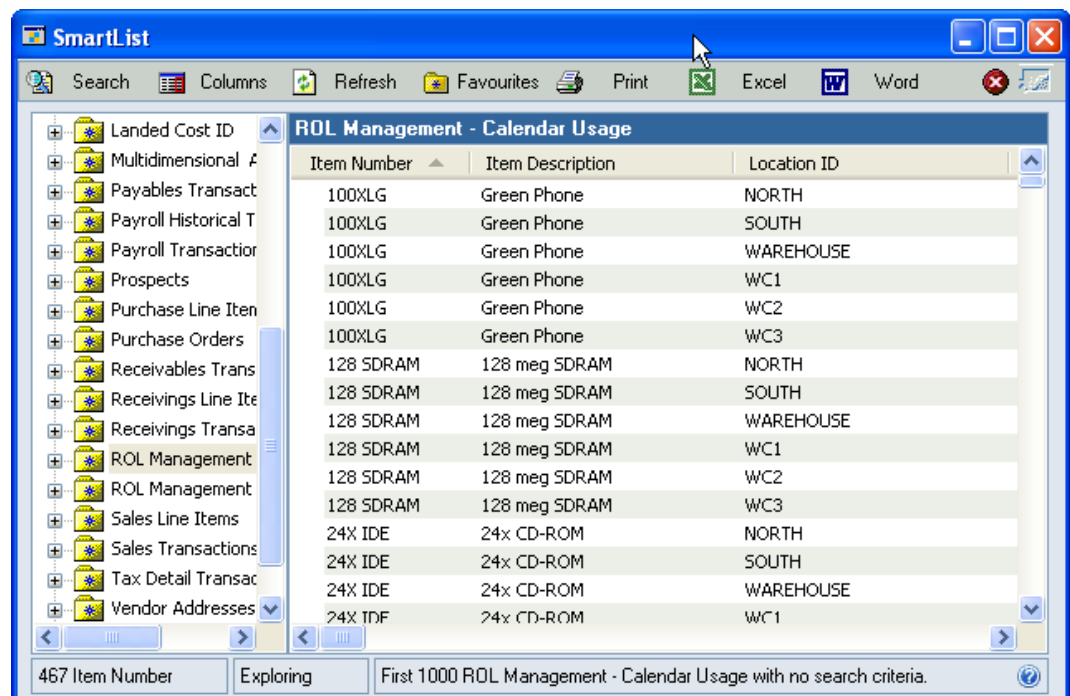 SmartList
Search Columns Refresh Favourites Print Excel Word
Landed Cost ID
Multidimensional A
Payables Transact
Payroll Historical T
Payroll Transaction
Prospects
Purchase Line Iten
Purchase Orders
Receivables Trans
Receivings Line Ite
Receivings Transa
ROL Management
ROL Management
Sales Line Items
Sales Transactions
Tax Detail Transac
Vendor Addresses
ROL Management - Calendar Usage
Item Number Item Description Location ID
100XLG Green Phone NORTH
100XLG Green Phone SOUTH
100XLG Green Phone WAREHOUSE
100XLG Green Phone WC1
100XLG Green Phone WC2
100XLG Green Phone WC3
128 SDRAM 128 meg SDRAM NORTH
128 SDRAM 128 meg SDRAM SOUTH
128 SDRAM 128 meg SDRAM WAREHOUSE
128 SDRAM 128 meg SDRAM WC1
128 SDRAM 128 meg SDRAM WC2
128 SDRAM 128 meg SDRAM WC3
24X IDE 24x CD-ROM NORTH
24X IDE 24x CD-ROM SOUTH
24X IDE 24x CD-ROM WAREHOUSE
24X IDE 24x CD-ROM WC1
467 Item Number Exploring First 1000 ROL Management - Calendar Usage with no search criteria.